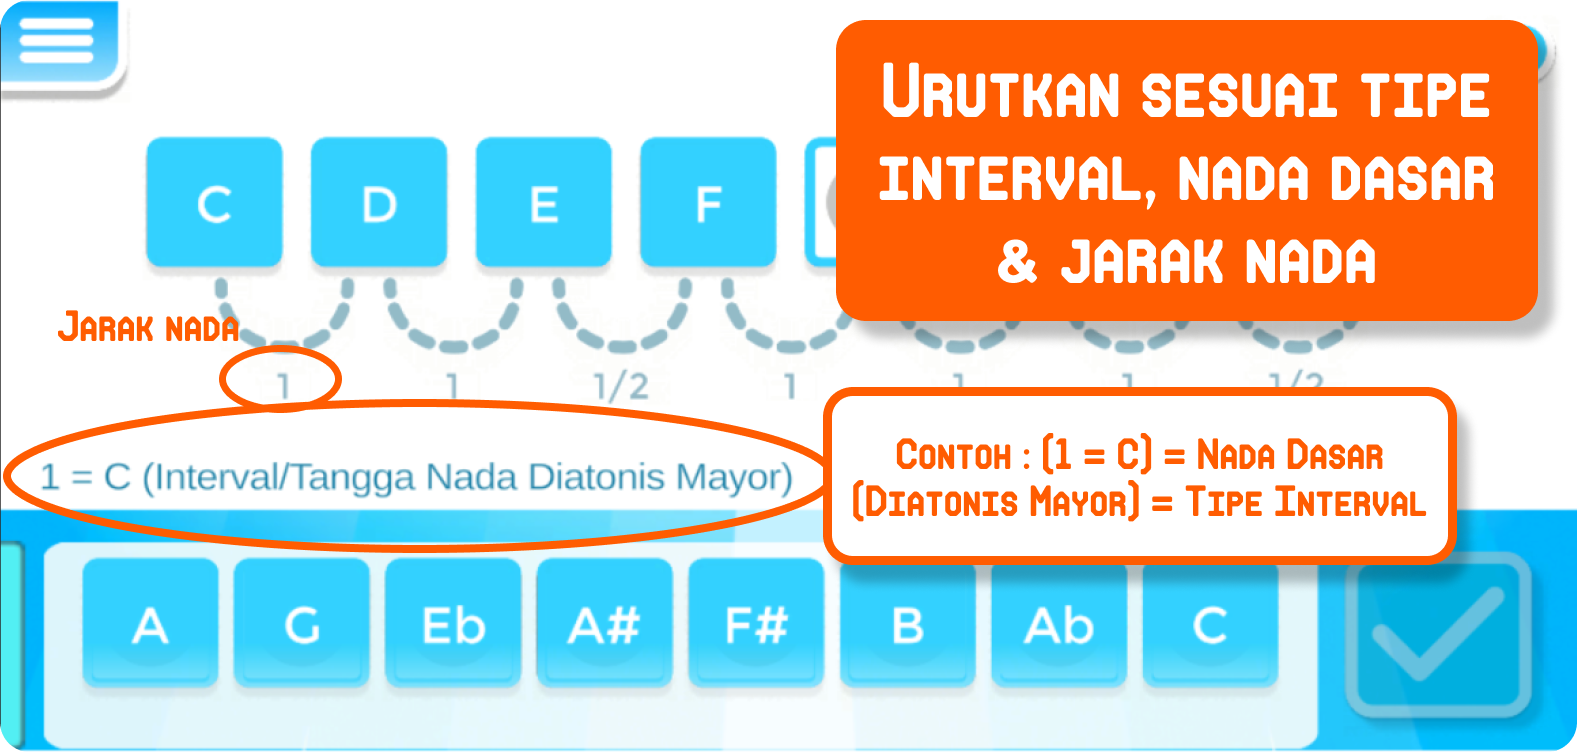 Urutkan sesuai tipe
interval, nada dasar
& jarak nada
C D E F
Jarak nada
1 1 1/2 1 1 1 1/2
1 = C (Interval/Tangga Nada Diatonis Mayor)
Contoh : (1 = C) = Nada Dasar
(Diatonis Mayor) = Tipe Interval
A G Eb A# F# B Ab C